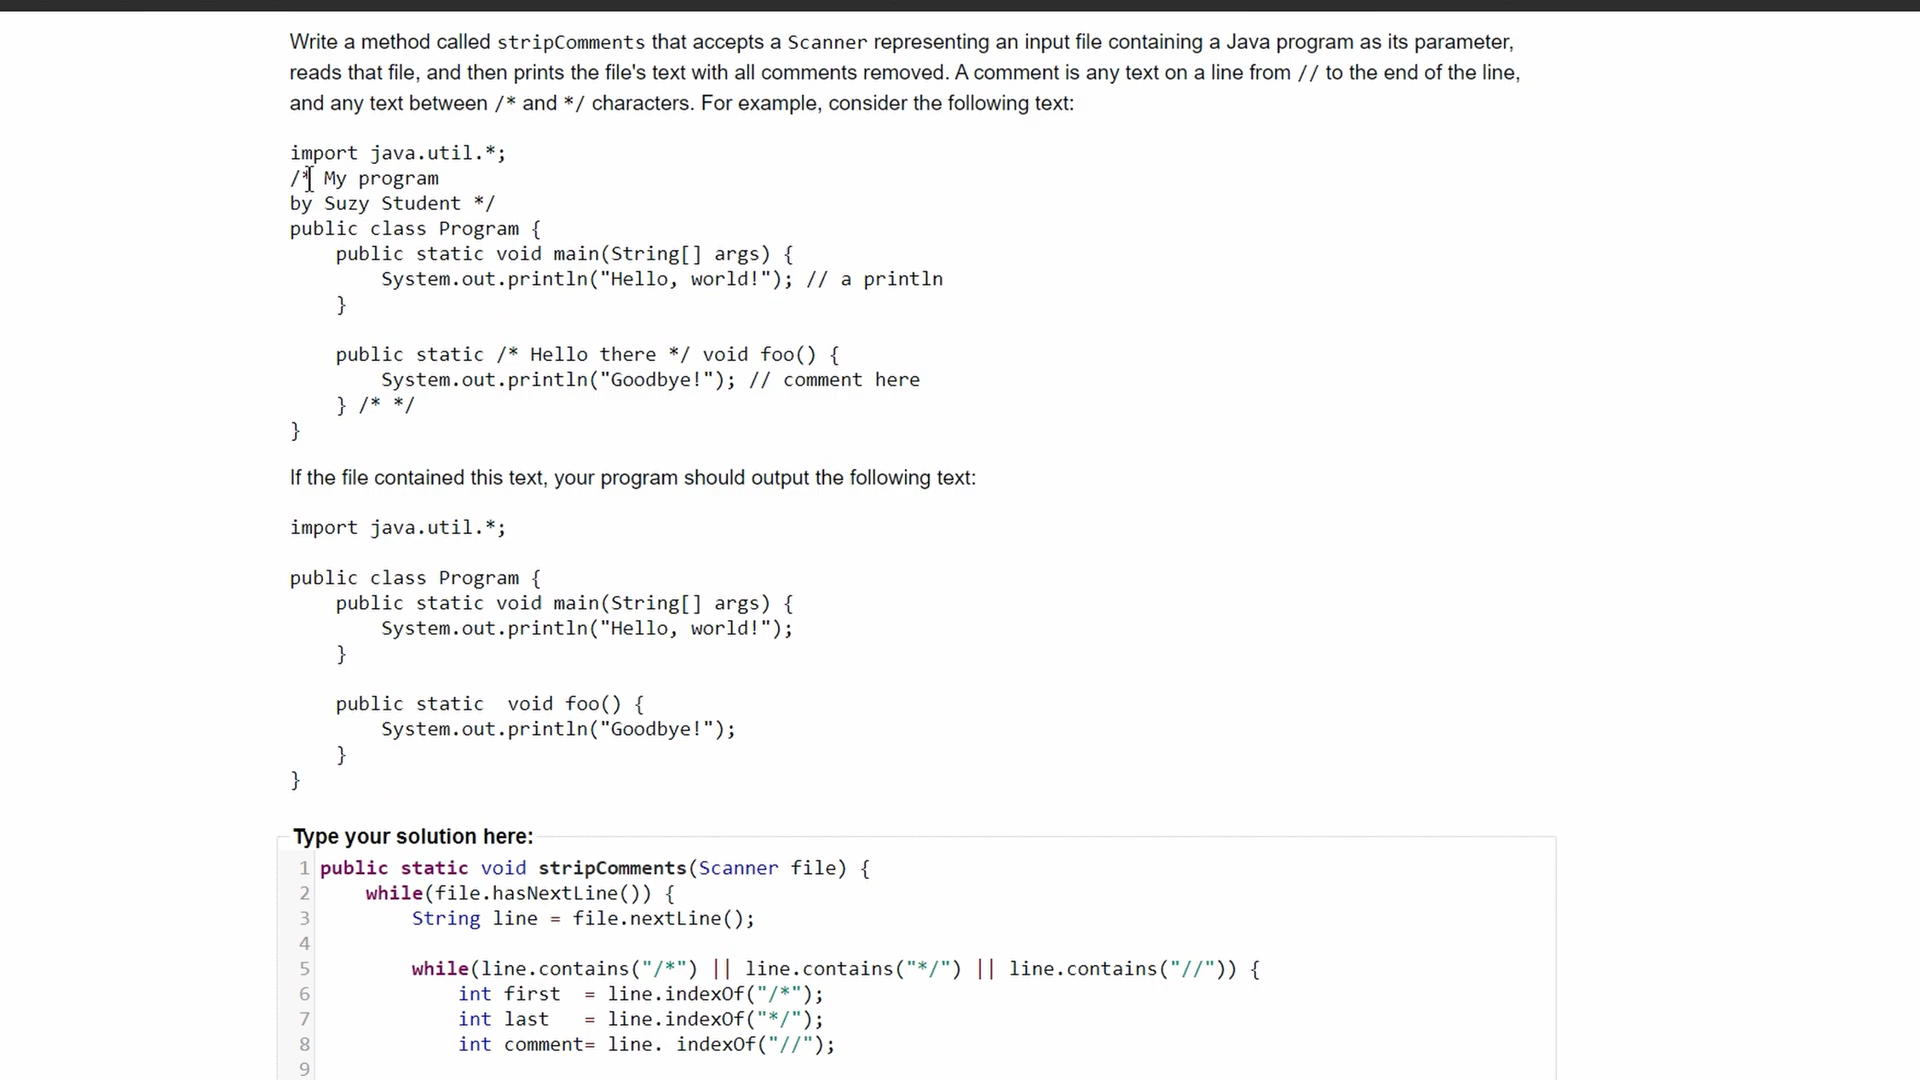 Write a method called stripComments that accepts a Scanner representing an input file containing a Java program as its parameter,
reads that file, and then prints the file's text with all comments removed. A comment is any text on a line from // to the end of the line,
and any text between /* and */ characters. For example, consider the following text:
import java.util.*;
/* My program
by Suzy Student */
public class Program {
    public static void main(String[] args) {
        System.out.println("Hello, world!"); // a println
    }

    public static /* Hello there */ void foo() {
        System.out.println("Goodbye!"); // comment here
    } /* */
}
If the file contained this text, your program should output the following text:
import java.util.*;

public class Program {
    public static void main(String[] args) {
        System.out.println("Hello, world!");
    }

    public static  void foo() {
        System.out.println("Goodbye!");
    }
}
Type your solution here:
1 public static void stripComments(Scanner file) {
2     while(file.hasNextLine()) {
3         String line = file.nextLine();
4
5         while(line.contains("/*") || line.contains("*/") || line.contains("//")) {
6             int first  = line.indexOf("/*");
7             int last   = line.indexOf("*/");
8             int comment= line. indexOf("//");
9